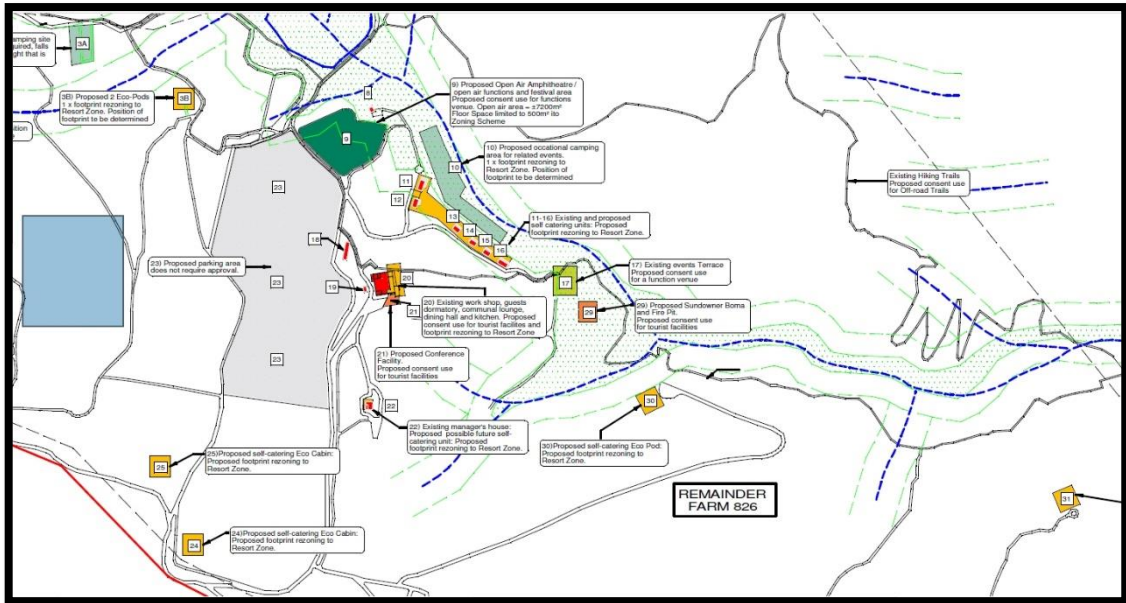 amping site
quired, falls
ght that is
3A
3B) Proposed 2 Eco-Pods
1 x footprint rezoning to
Resort Zone. Position of
footprint to be determined
3B
sition
8
9) Proposed Open Air Amphitheatre /
open air functions and festival area
Proposed consent use for functions
venue. Open air area = ±7200m²
Floor Space limited to 500m² ito
Zoning Scheme
9
10) Proposed occational camping
area for related events.
1 x footprint rezoning to
Resort Zone. Position of
footprint to be determined
10
Existing Hiking Trails
Proposed consent use
for Off-road Trails
23
11
12
13
14
15
16
11-16) Existing and proposed
self catering units: Proposed
footprint rezoning to Resort Zone.
18
23) Proposed parking area
does not require approval.
23
19
20
21
17
17) Existing events Terrace
Proposed consent use
for a function venue
20) Existing work shop, guests
dormatory, communal lounge,
dining hall and kitchen. Proposed
consent use for tourist facilites and
footprint rezoning to Resort Zone
29
29) Proposed Sundowner Boma
and Fire Pit.
Proposed consent use
for tourist facilities
23
21) Proposed Conference
Facility.
Proposed consent use
for tourist facilities
22
22) Existing manager's house:
Proposed possible future self-
catering unit: Proposed
footprint rezoning to Resort Zone.
30
30)Proposed self-catering Eco Pod:
Proposed footprint rezoning to
Resort Zone.
25
25)Proposed self-catering Eco Cabin:
Proposed footprint rezoning to
Resort Zone.
REMAINDER
FARM 826
31
24
24)Proposed self-catering Eco Cabin:
Proposed footprint rezoning to
Resort Zone.